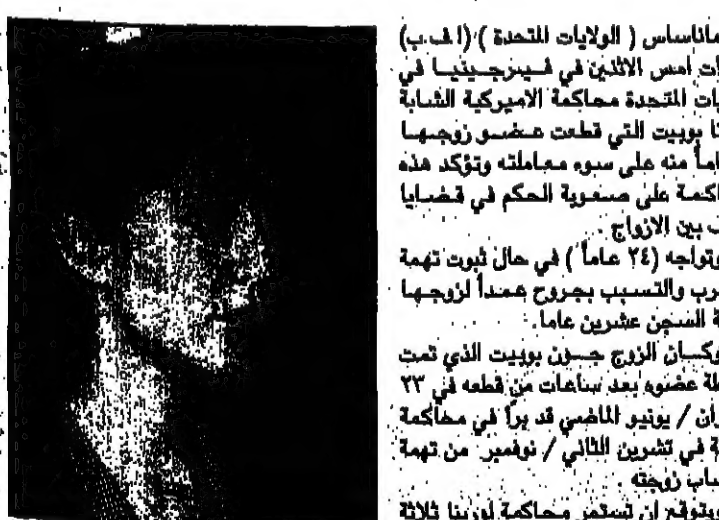 ماناساس ( الولايات المتحدة ) (ا ف ب)
ات امس الاثنين في فيرجينيا في
يات المتحدة محاكمة الاميركية الشابة
نا بوبيت التي قطعت عضو زوجها
اماً منه على سوء معاملته وتؤكد هذه
اكمة على صعوبة الحكم في قضايا
ف بين الازواج .
وتواجه (٢٤ عاماً ) في حال ثبوت تهمة
رب والتسبب بجروح عمداً لزوجها
ة السجن عشرين عاما .
وكان الزوج جون بوبيت الذي تمت
طة عضوه بعد ساعات من قطعه في ٢٣
ران / يونيو الماضي قد برأ في محاكمة
ة في تشرين الثاني / نوفمبر من تهمة
ساب زوجته .
ويتوقع ان تستمر محاكمة لورينا ثلاثة